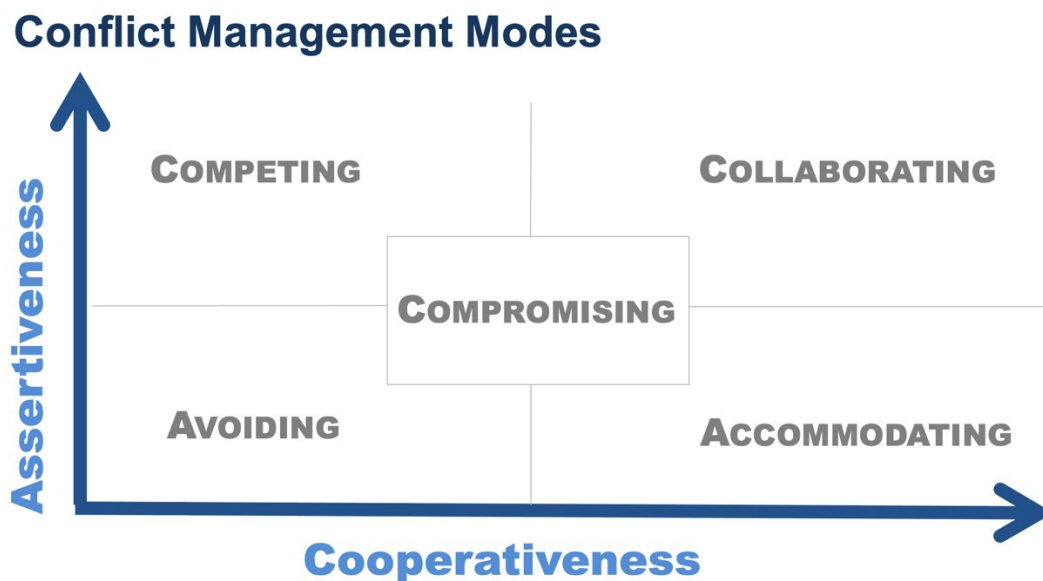 Conflict Management Modes
COMPETING
COLLABORATING
COMPROMISING
AVOIDING
ACCOMMODATING
Assertiveness
Cooperativeness